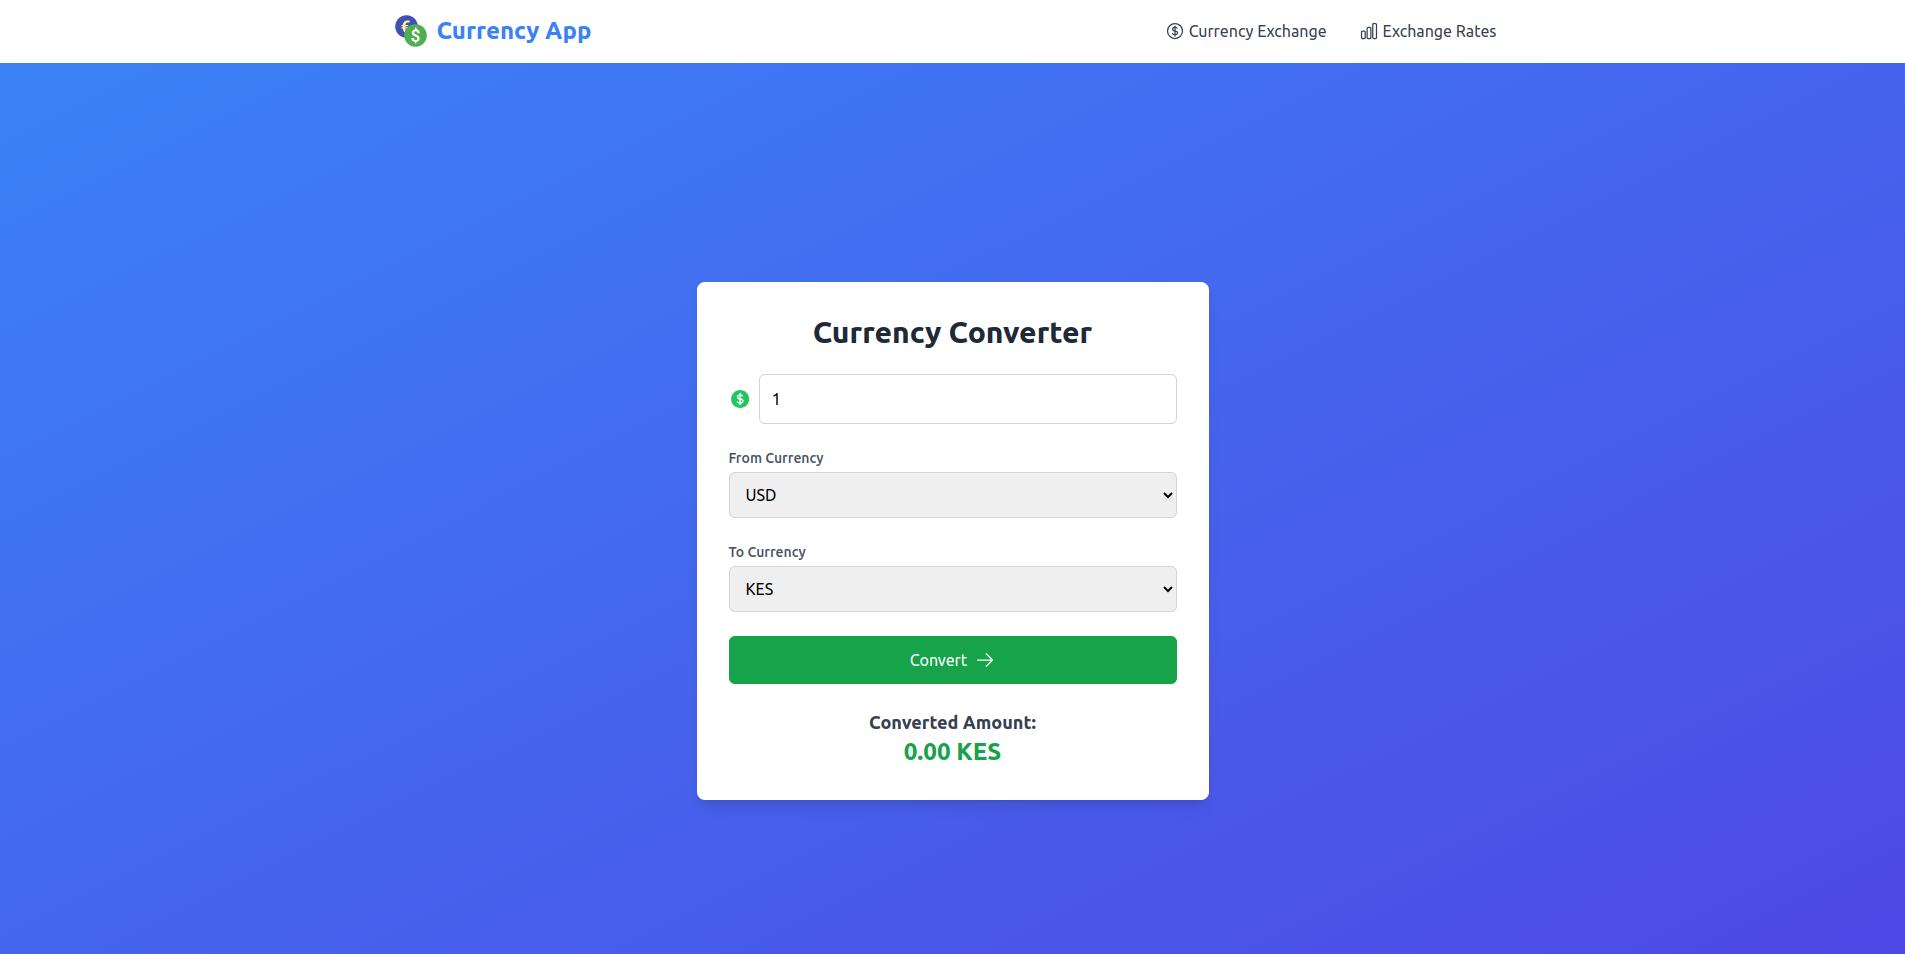 Currency App
Currency Exchange
Exchange Rates
Currency Converter
1
From Currency
USD
To Currency
KES
Convert
Converted Amount:
0.00 KES